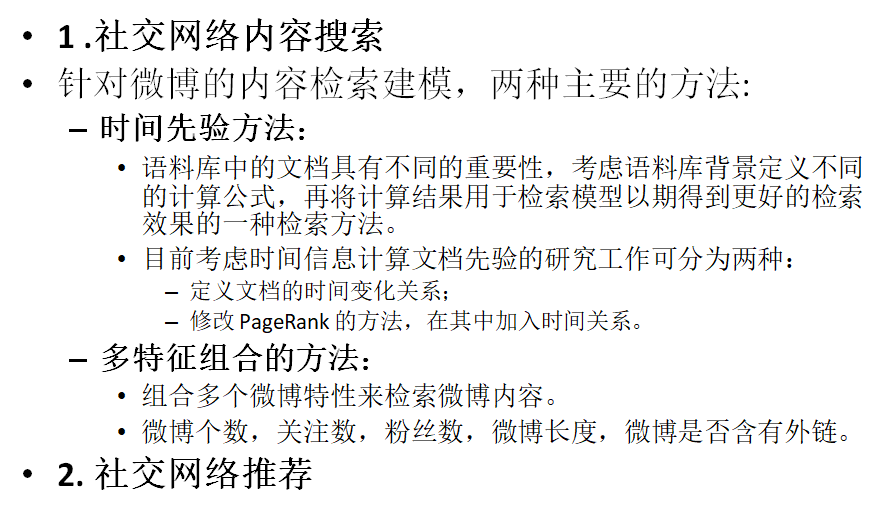 • 1 .社交网络内容搜索
• 针对微博的内容检索建模，两种主要的方法:
– 时间先验方法：
• 语料库中的文档具有不同的重要性，考虑语料库背景定义不同
的计算公式，再将计算结果用于检索模型以期得到更好的检索
效果的一种检索方法。
• 目前考虑时间信息计算文档先验的研究工作可分为两种：
– 定义文档的时间变化关系；
– 修改 PageRank 的方法，在其中加入时间关系。
– 多特征组合的方法：
• 组合多个微博特性来检索微博内容。
• 微博个数，关注数，粉丝数，微博长度，微博是否含有外链。
• 2. 社交网络推荐